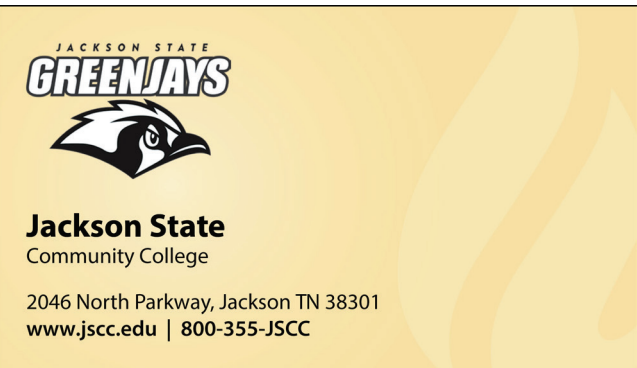 JACKSON STATE
GREENJAYS
Jackson State
Community College
2046 North Parkway, Jackson TN 38301
www.jscc.edu | 800-355-JSCC